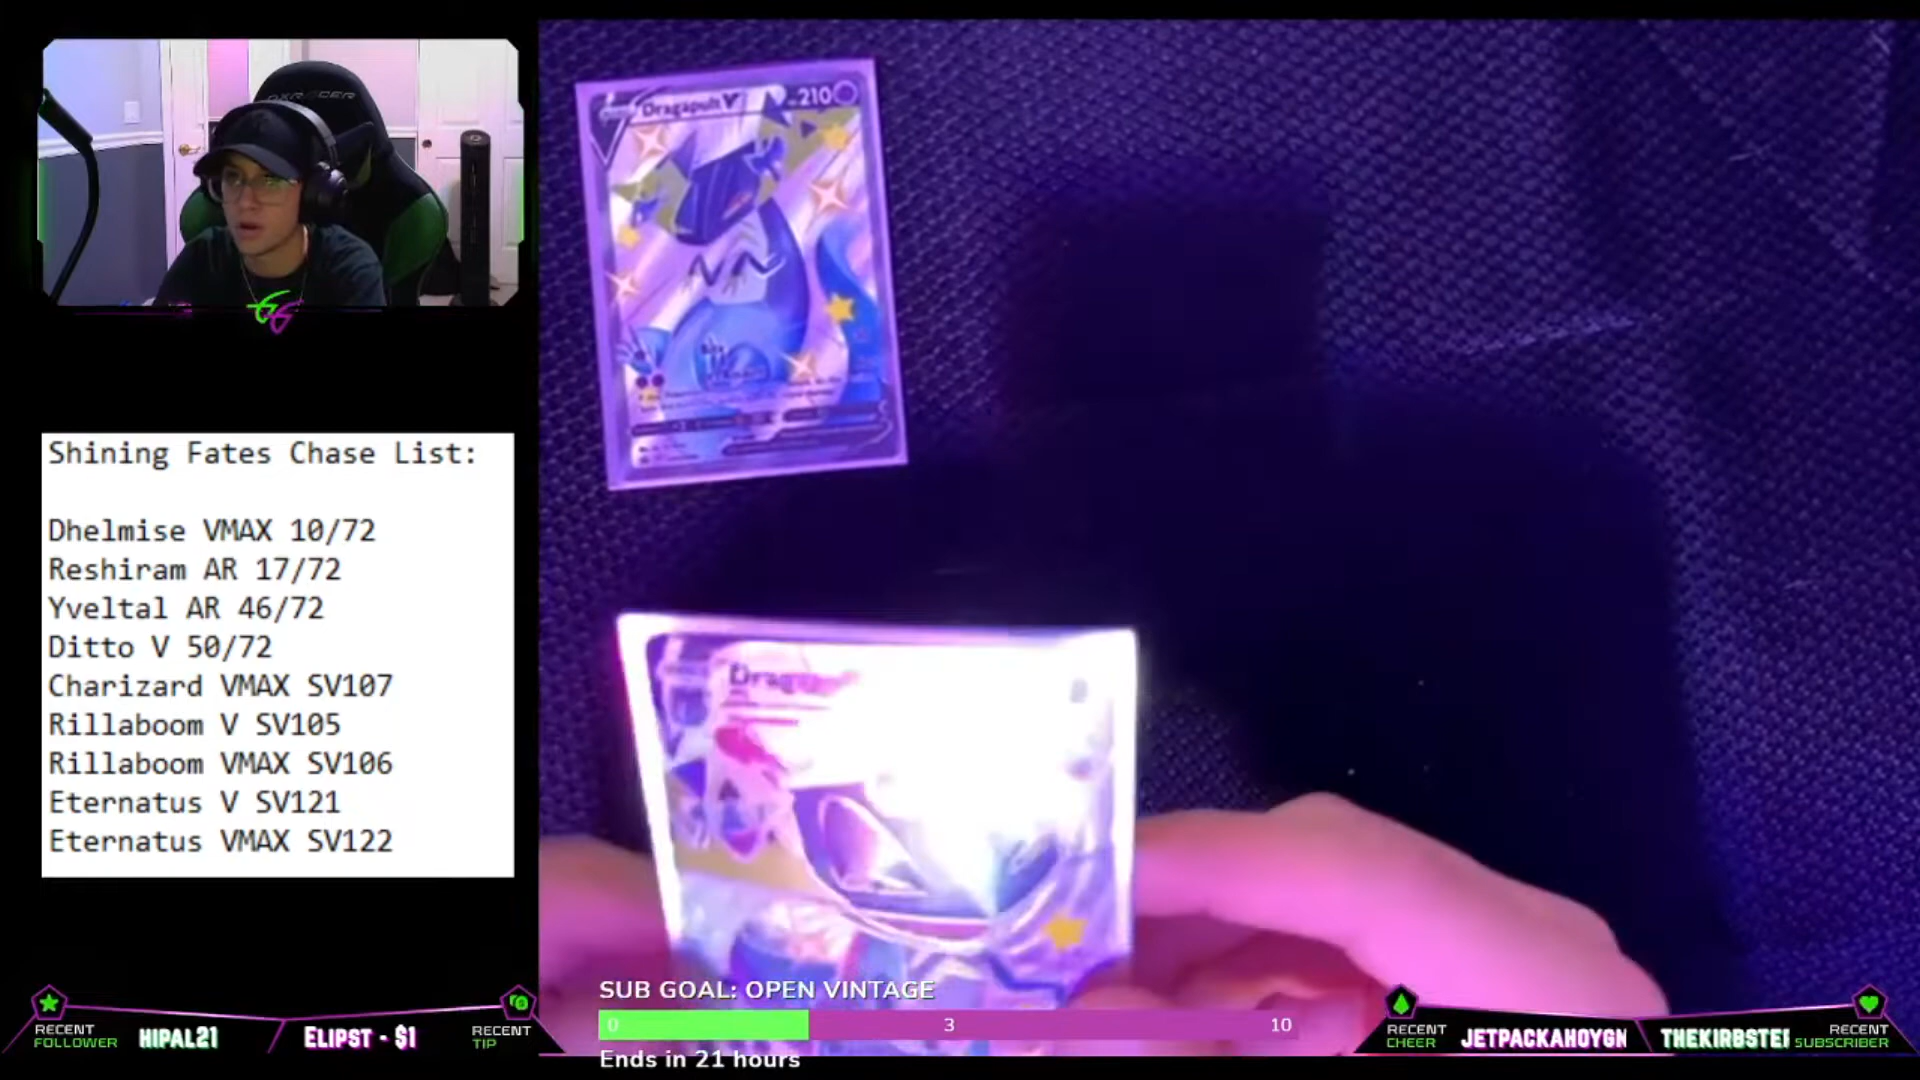 DXRACER
Dragapult V 210
Shining Fates Chase List:
Dhelmise VMAX 10/72
Reshiram AR 17/72
Yveltal AR 46/72
Ditto V 50/72
Charizard VMAX SV107
Rillaboom V SV105
Rillaboom VMAX SV106
Eternatus V SV121
Eternatus VMAX SV122
SUB GOAL: OPEN VINTAGE
0 3 10
Ends in 21 hours
RECENT FOLLOWER
HIPAL21
ELIPST - $1
RECENT TIP
RECENT CHEER
JETPACKAHOYGN
THEKIRBSTE
RECENT SUBSCRIBER